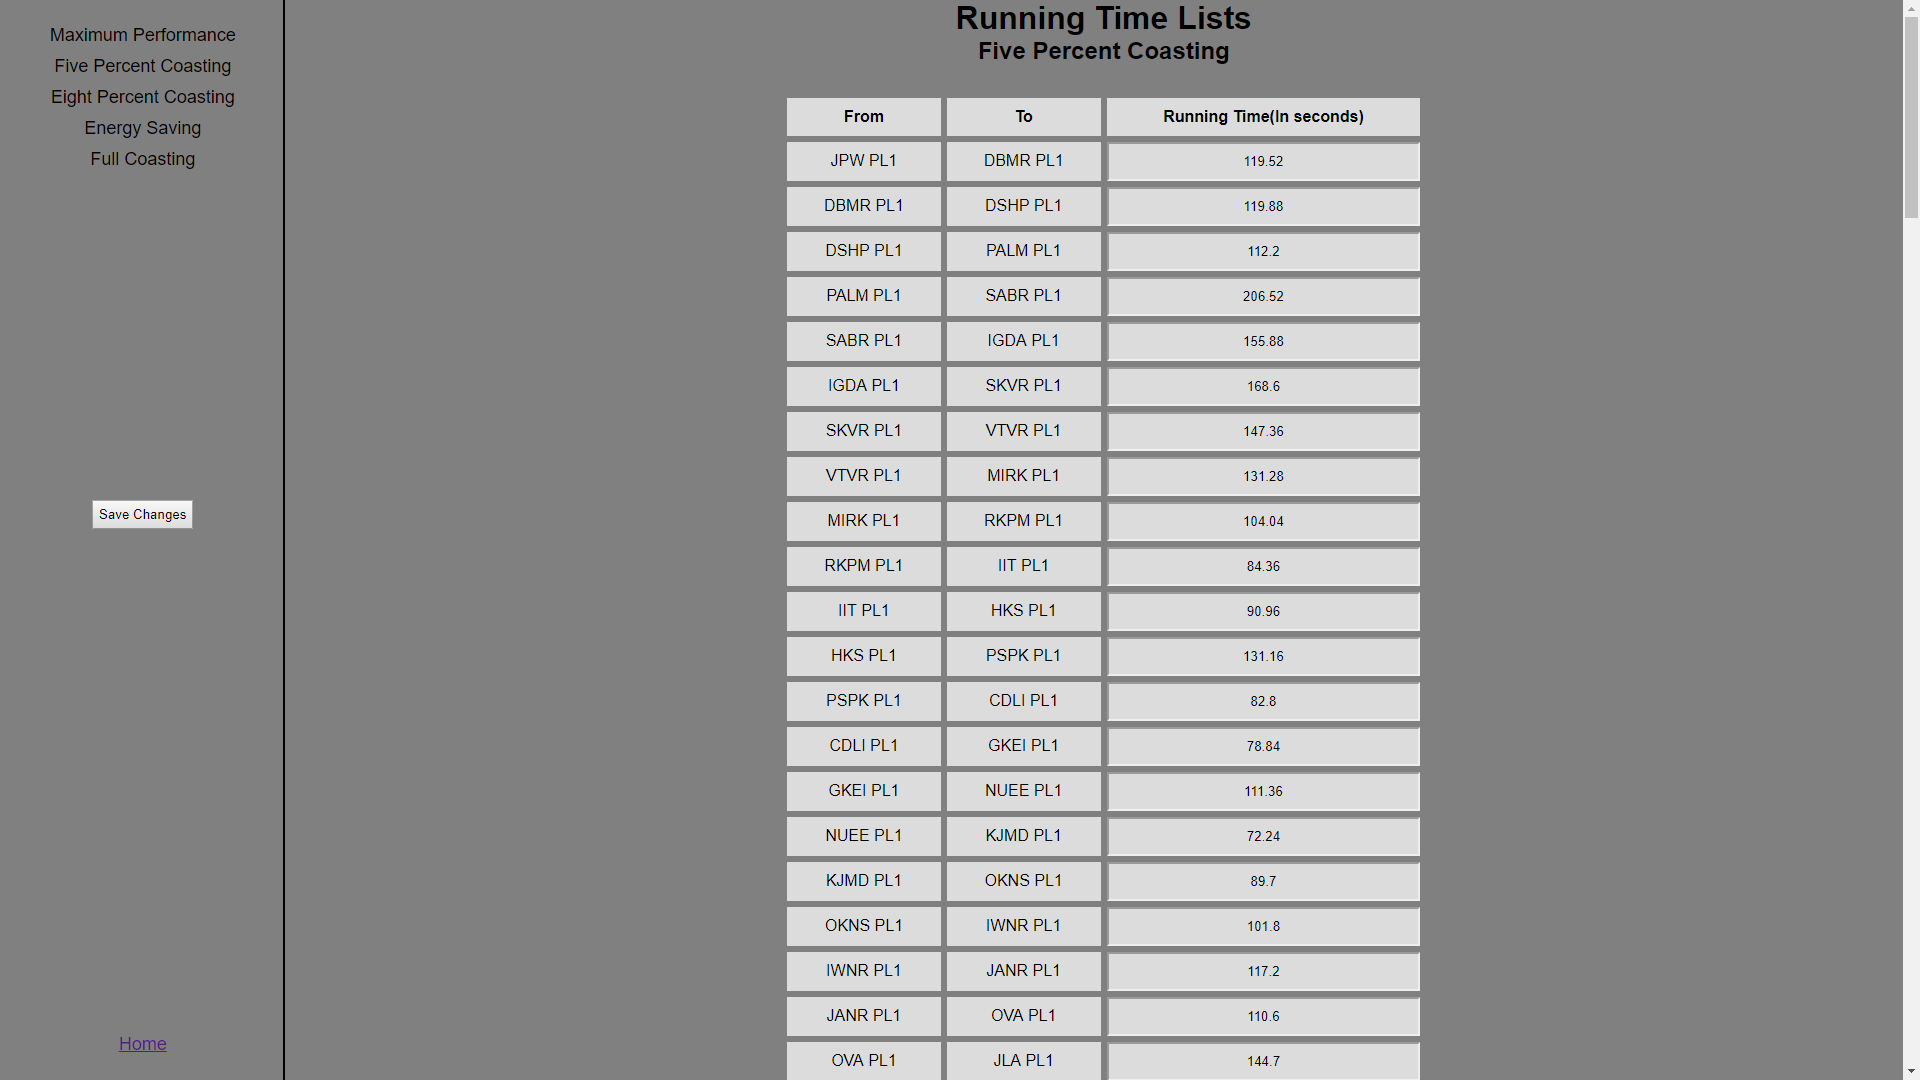 Maximum Performance
Five Percent Coasting
Eight Percent Coasting
Energy Saving
Full Coasting
Save Changes
Home
Running Time Lists
Five Percent Coasting
From To Running Time(In seconds)
JPW PL1 DBMR PL1 119.52
DBMR PL1 DSHP PL1 119.88
DSHP PL1 PALM PL1 112.2
PALM PL1 SABR PL1 206.52
SABR PL1 IGDA PL1 155.88
IGDA PL1 SKVR PL1 168.6
SKVR PL1 VTVR PL1 147.36
VTVR PL1 MIRK PL1 131.28
MIRK PL1 RKPM PL1 104.04
RKPM PL1 IIT PL1 84.36
IIT PL1 HKS PL1 90.96
HKS PL1 PSPK PL1 131.16
PSPK PL1 CDLI PL1 82.8
CDLI PL1 GKEI PL1 78.84
GKEI PL1 NUEE PL1 111.36
NUEE PL1 KJMD PL1 72.24
KJMD PL1 OKNS PL1 89.7
OKNS PL1 IWNR PL1 101.8
IWNR PL1 JANR PL1 117.2
JANR PL1 OVA PL1 110.6
OVA PL1 JLA PL1 144.7